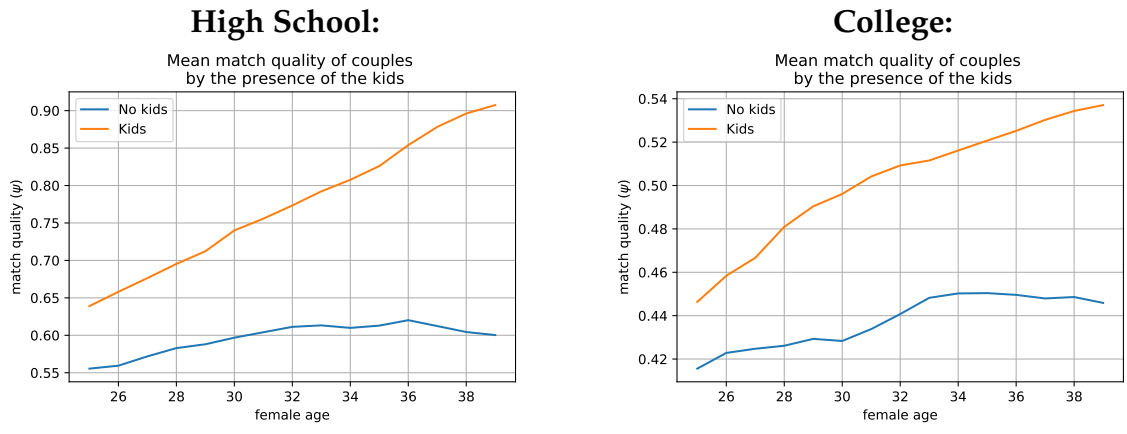 High School:
Mean match quality of couples
by the presence of the kids
No kids
Kids
match quality (ψ)
0.90
0.85
0.80
0.75
0.70
0.65
0.60
0.55
26 28 30 32 34 36 38
female age
College:
Mean match quality of couples
by the presence of the kids
No kids
Kids
match quality (ψ)
0.54
0.52
0.50
0.48
0.46
0.44
0.42
26 28 30 32 34 36 38
female age